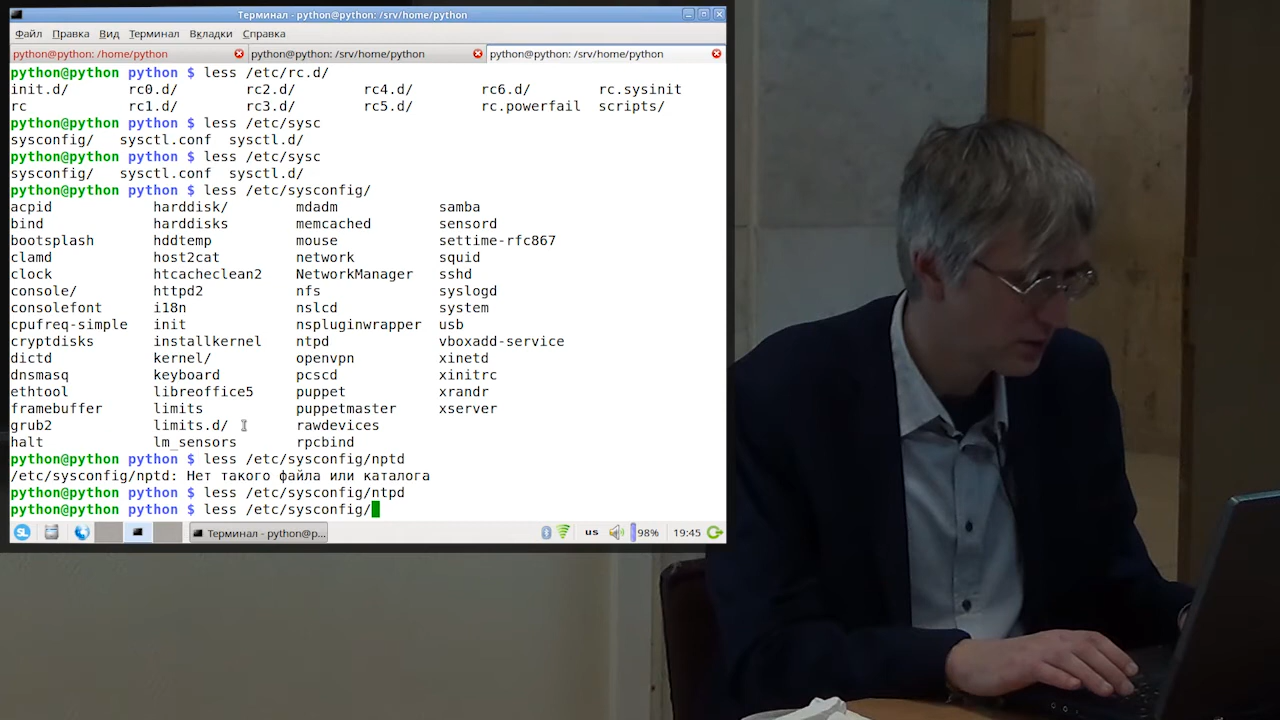 Терминал - python@python: /srv/home/python
Файл Правка Вид Терминал Вкладки Справка
python@python: /home/python python@python: /srv/home/python python@python: /srv/home/python
python@python python $ less /etc/rc.d/
init.d/ rc0.d/ rc2.d/ rc4.d/ rc6.d/ rc.sysinit
rc rc1.d/ rc3.d/ rc5.d/ rc.powerfail scripts/
python@python python $ less /etc/sysc
sysconfig/ sysctl.conf sysctl.d/
python@python python $ less /etc/sysc
sysconfig/ sysctl.conf sysctl.d/
python@python python $ less /etc/sysconfig/
acpid harddisk/ mdadm samba
bind harddisks memcached sensord
bootsplash hddtemp mouse settime-rfc867
clamd host2cat network squid
clock htcacheclean2 NetworkManager sshd
console/ httpd2 nfs syslogd
consolefont i18n nslcd system
cpufreq-simple init nspluginwrapper usb
cryptdisks installkernel ntpd vboxadd-service
dictd kernel/ openvpn xinetd
dnsmasq keyboard pcscd xinitrc
ethtool libreoffice5 puppet xrandr
framebuffer limits puppetmaster xserver
grub2 limits.d/ rawdevices
halt lm_sensors rpcbind
python@python python $ less /etc/sysconfig/nptd
/etc/sysconfig/nptd: Нет такого файла или каталога
python@python python $ less /etc/sysconfig/ntpd
python@python python $ less /etc/sysconfig/
Терминал - python@p... us 98% 19:45